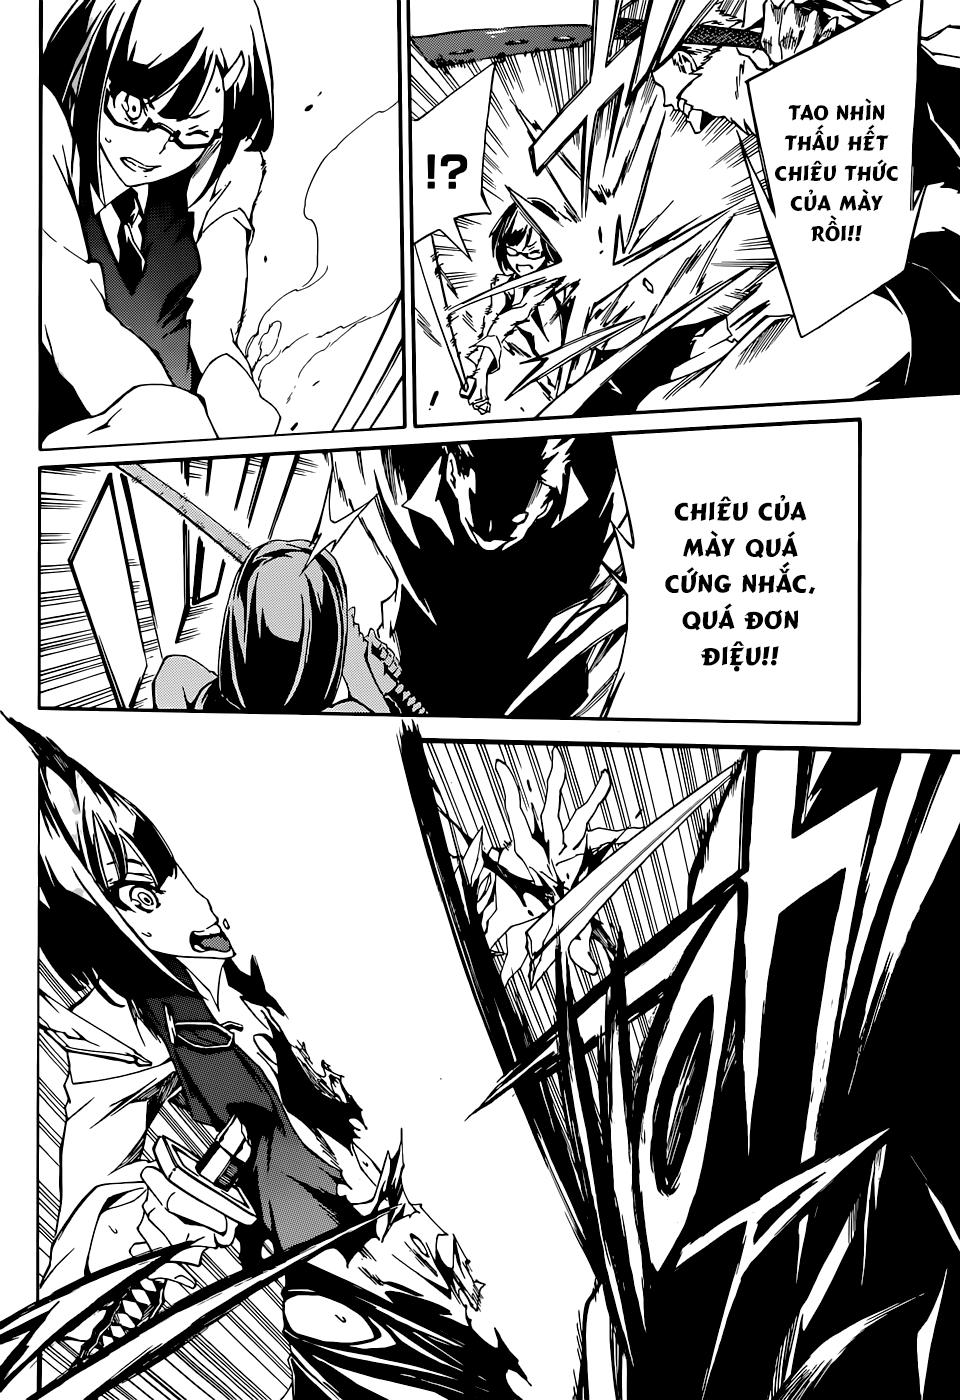 TAO NHÌN
THẤU HẾT
CHIÊU THỨC
CỦA MÀY
RỒI!!
!?
CHIÊU CỦA
MÀY QUÁ
CỨNG NHẮC,
QUÁ ĐƠN
ĐIỆU!!